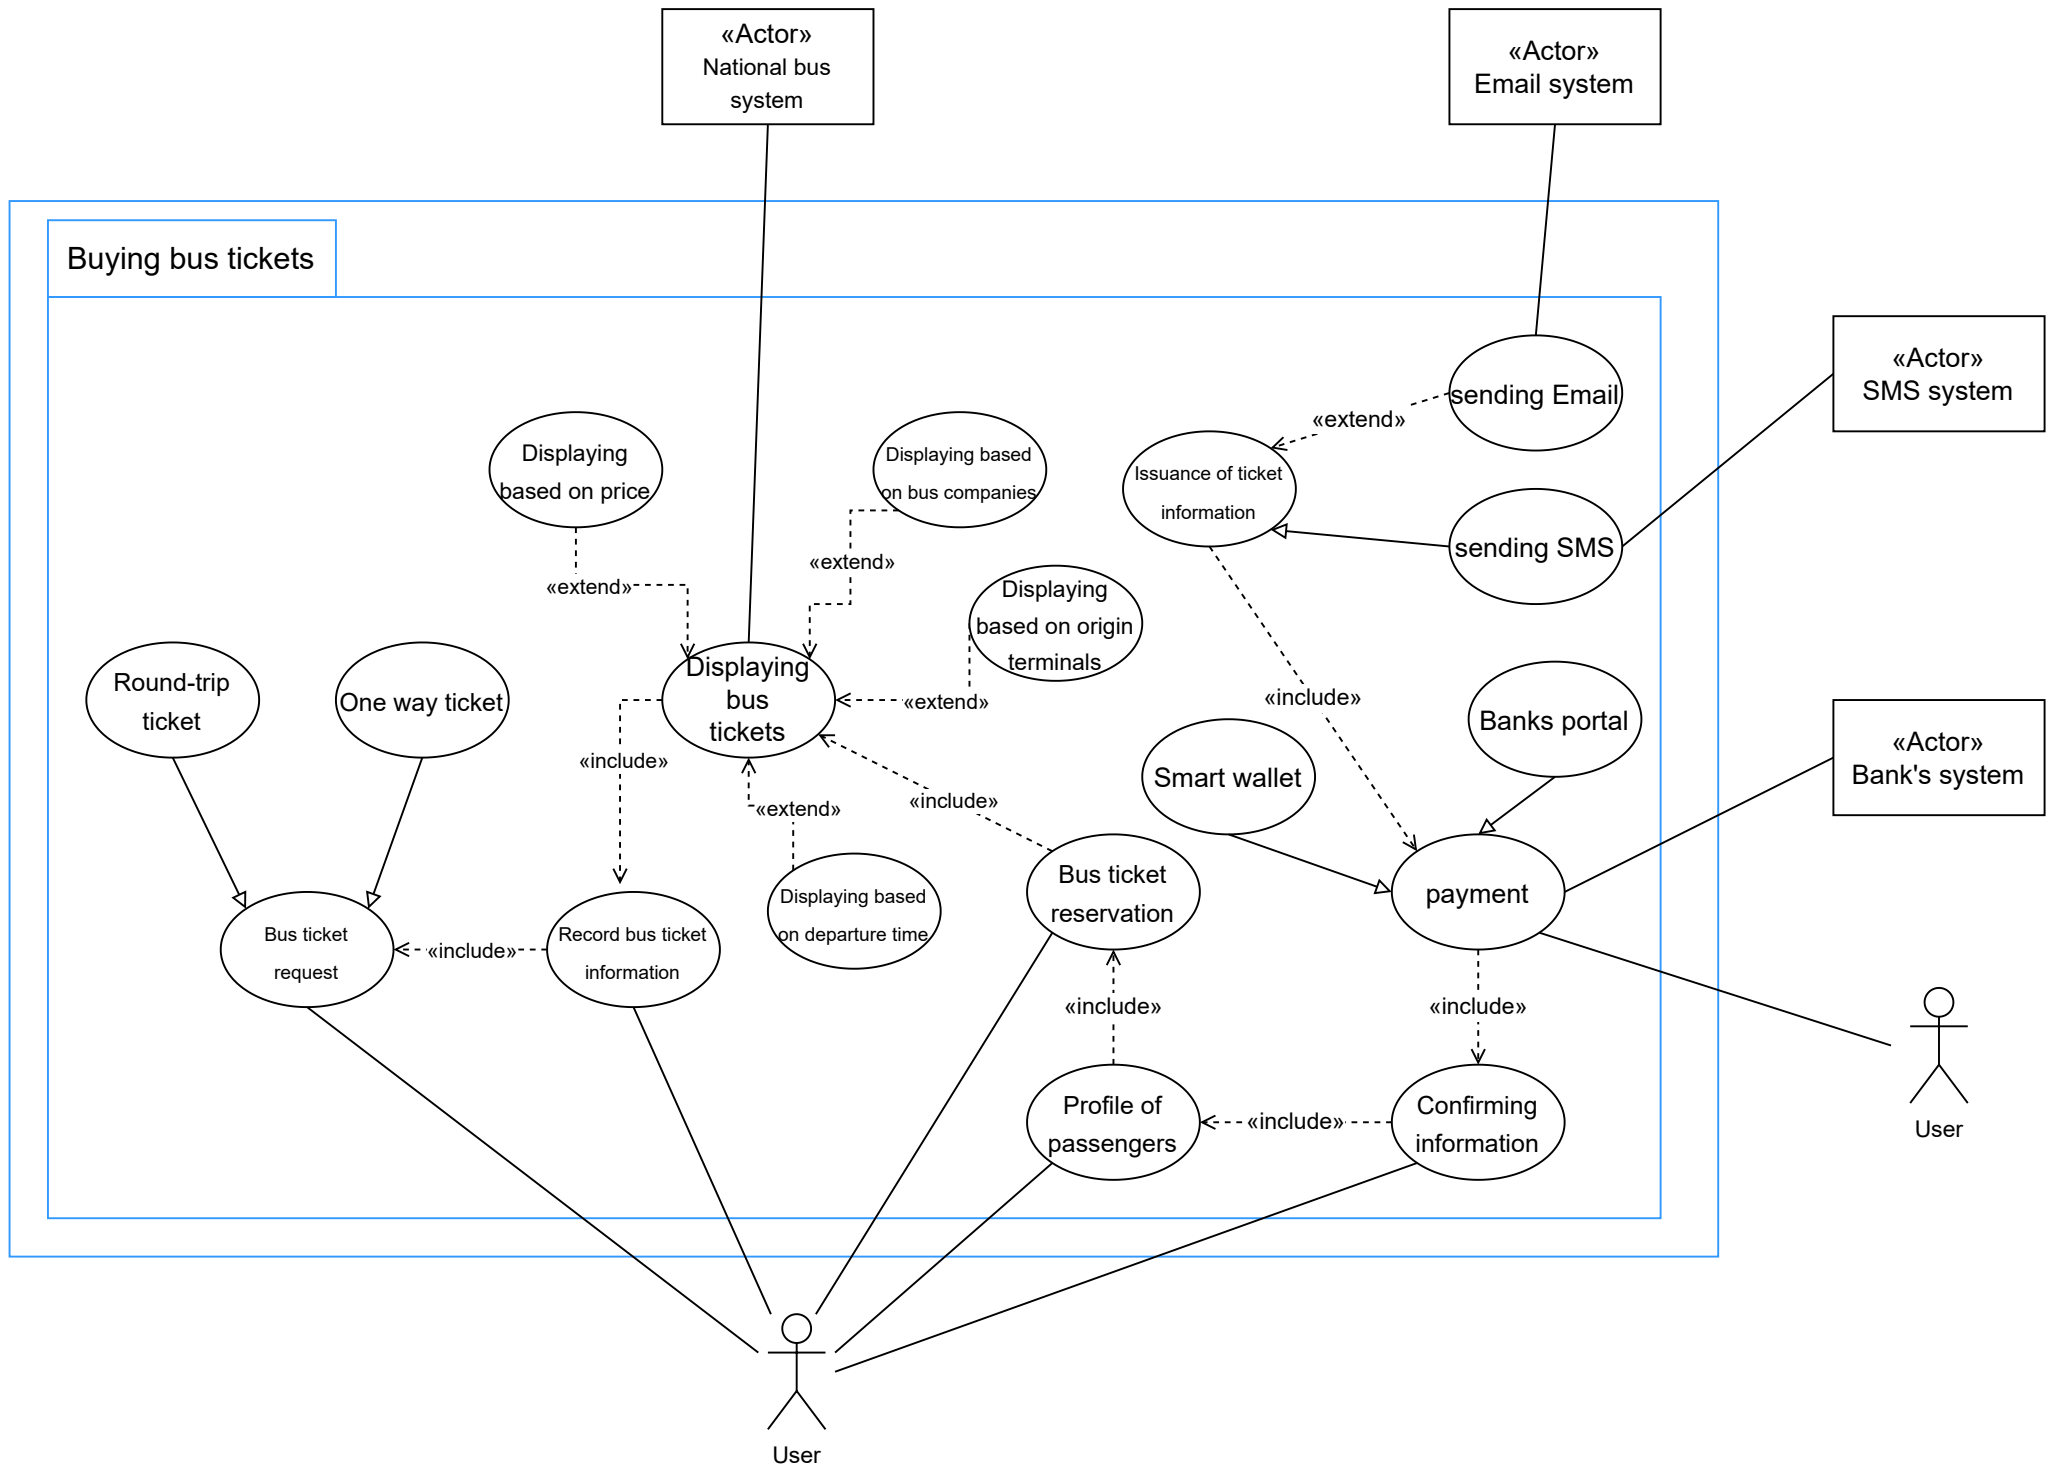 «Actor»
National bus
system
«Actor»
Email system
Buying bus tickets
«Actor»
SMS system
sending Email
«extend»
Displaying
based on price
Displaying based
on bus companies
Issuance of ticket
information
sending SMS
«extend»
«extend»
Displaying
based on origin
terminals
Round-trip
ticket
One way ticket
Displaying
bus
tickets
«extend»
«include»
Banks portal
«Actor»
Bank's system
«include»
Smart wallet
«include»
«extend»
Bus ticket
reservation
payment
Displaying based
on departure time
Bus ticket
request
«include»
Record bus ticket
information
«include»
«include»
Profile of
passengers
«include»
Confirming
information
User
User